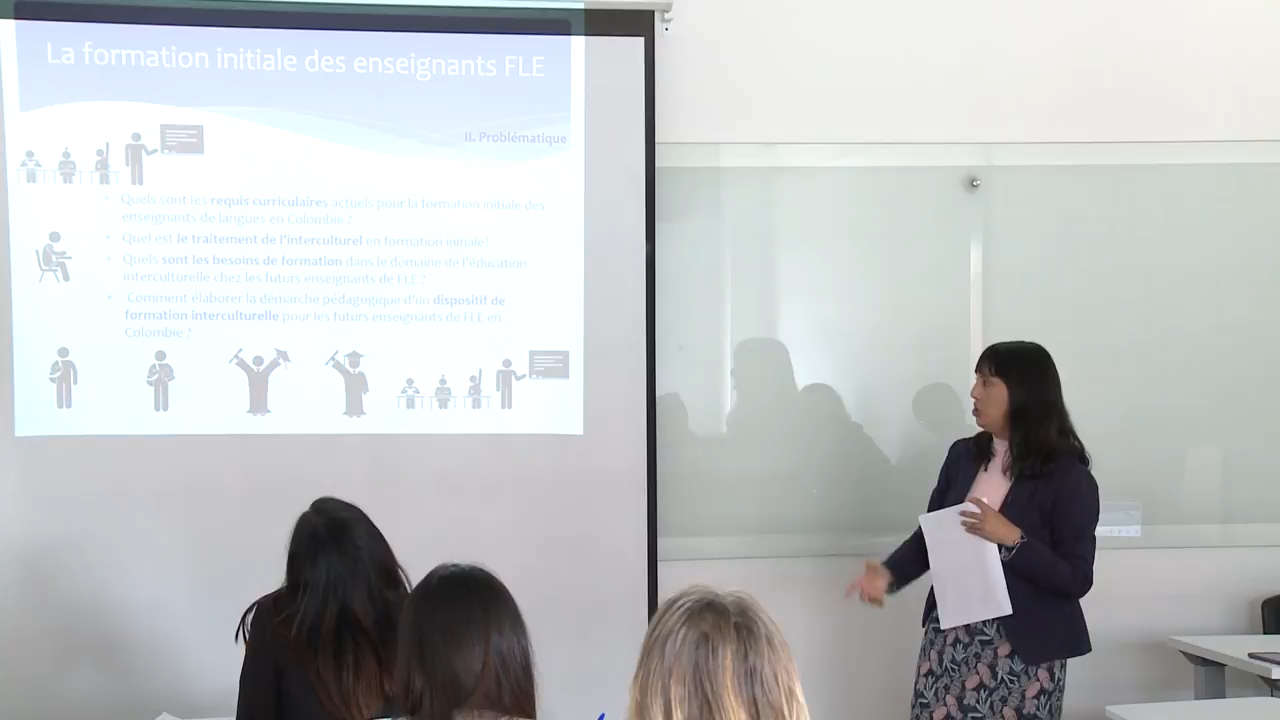 La formation initiale des enseignants FLE
II. Problématique
• Quels sont les requis curriculaires actuels pour la formation initiale des
enseignants de langues en Colombie ?
• Quel est le traitement de l'interculturel en formation initiale?
• Quels sont les besoins de formation dans le domaine de l'éducation
interculturelle chez les futurs enseignants de FLE ?
• Comment élaborer la démarche pédagogique d'un dispositif de
formation interculturelle pour les futurs enseignants de FLE en
Colombie ?